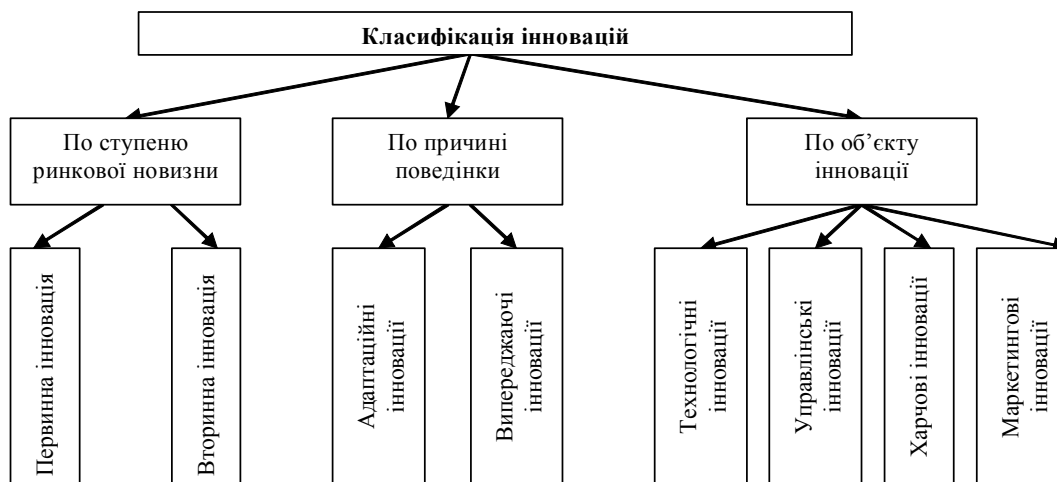 Класифікація інновацій
По ступеню
ринкової новизни
По причині
поведінки
По об’єкту
інновації
Первинна інновація
Вторинна інновація
Адаптаційні
інновації
Випереджаючі
інновації
Технологічні
інновації
Управлінські
інновації
Харчові інновації
Маркетингові
інновації